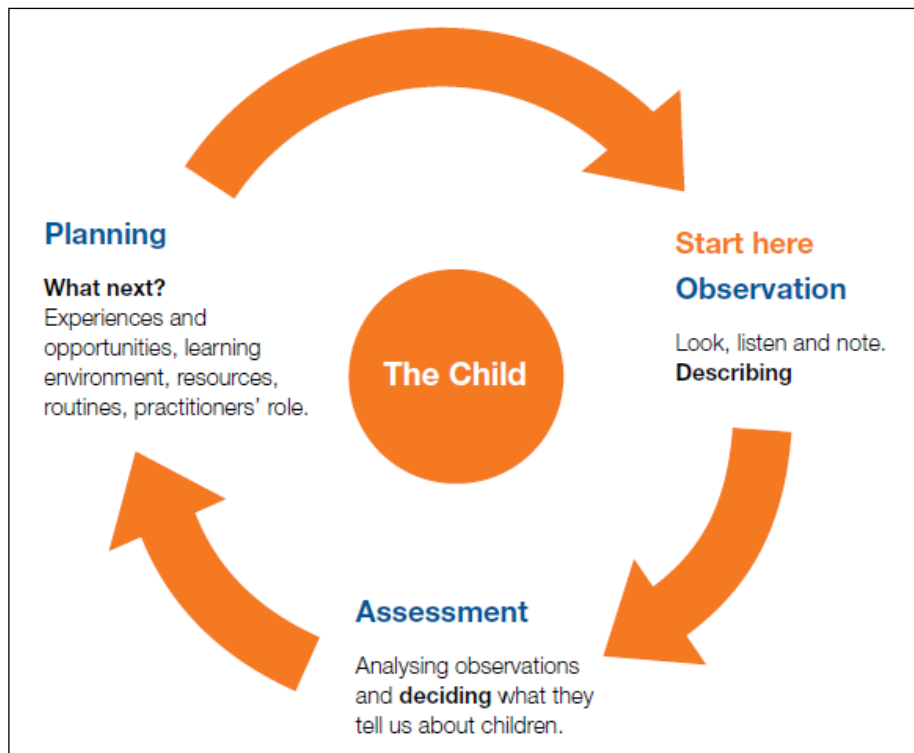 Planning
What next?
Experiences and
opportunities, learning
environment, resources,
routines, practitioners' role.
The Child
Start here
Observation
Look, listen and note.
Describing
Assessment
Analysing observations
and deciding what they
tell us about children.